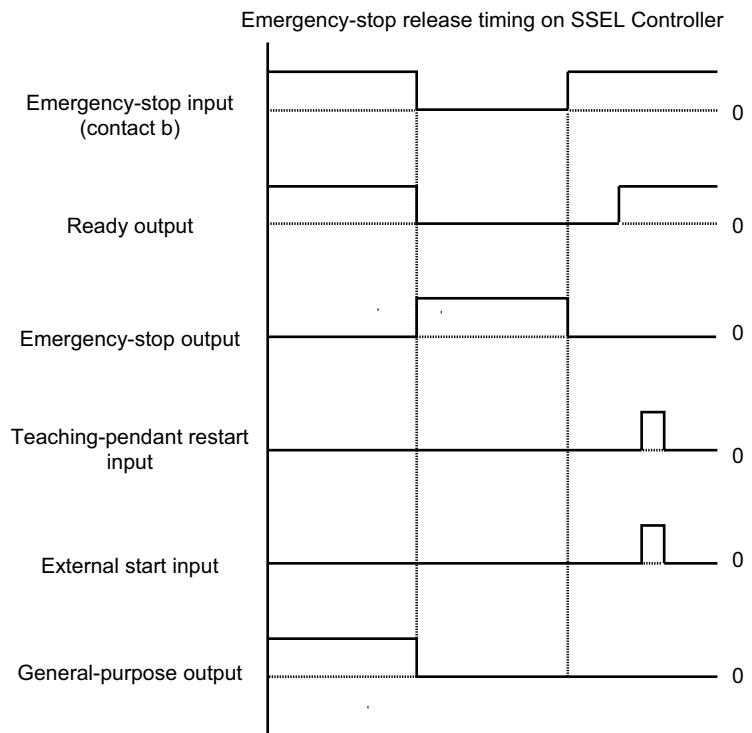 Emergency-stop release timing on SSEL Controller
Emergency-stop input
(contact b)
0
Ready output
0
Emergency-stop output
0
Teaching-pendant restart
input
0
External start input
0
General-purpose output
0